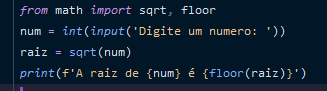 from math import sqrt, floor
num = int(input('Digite um numero: '))
raiz = sqrt(num)
print(f'A raiz de {num} é {floor(raiz)}')